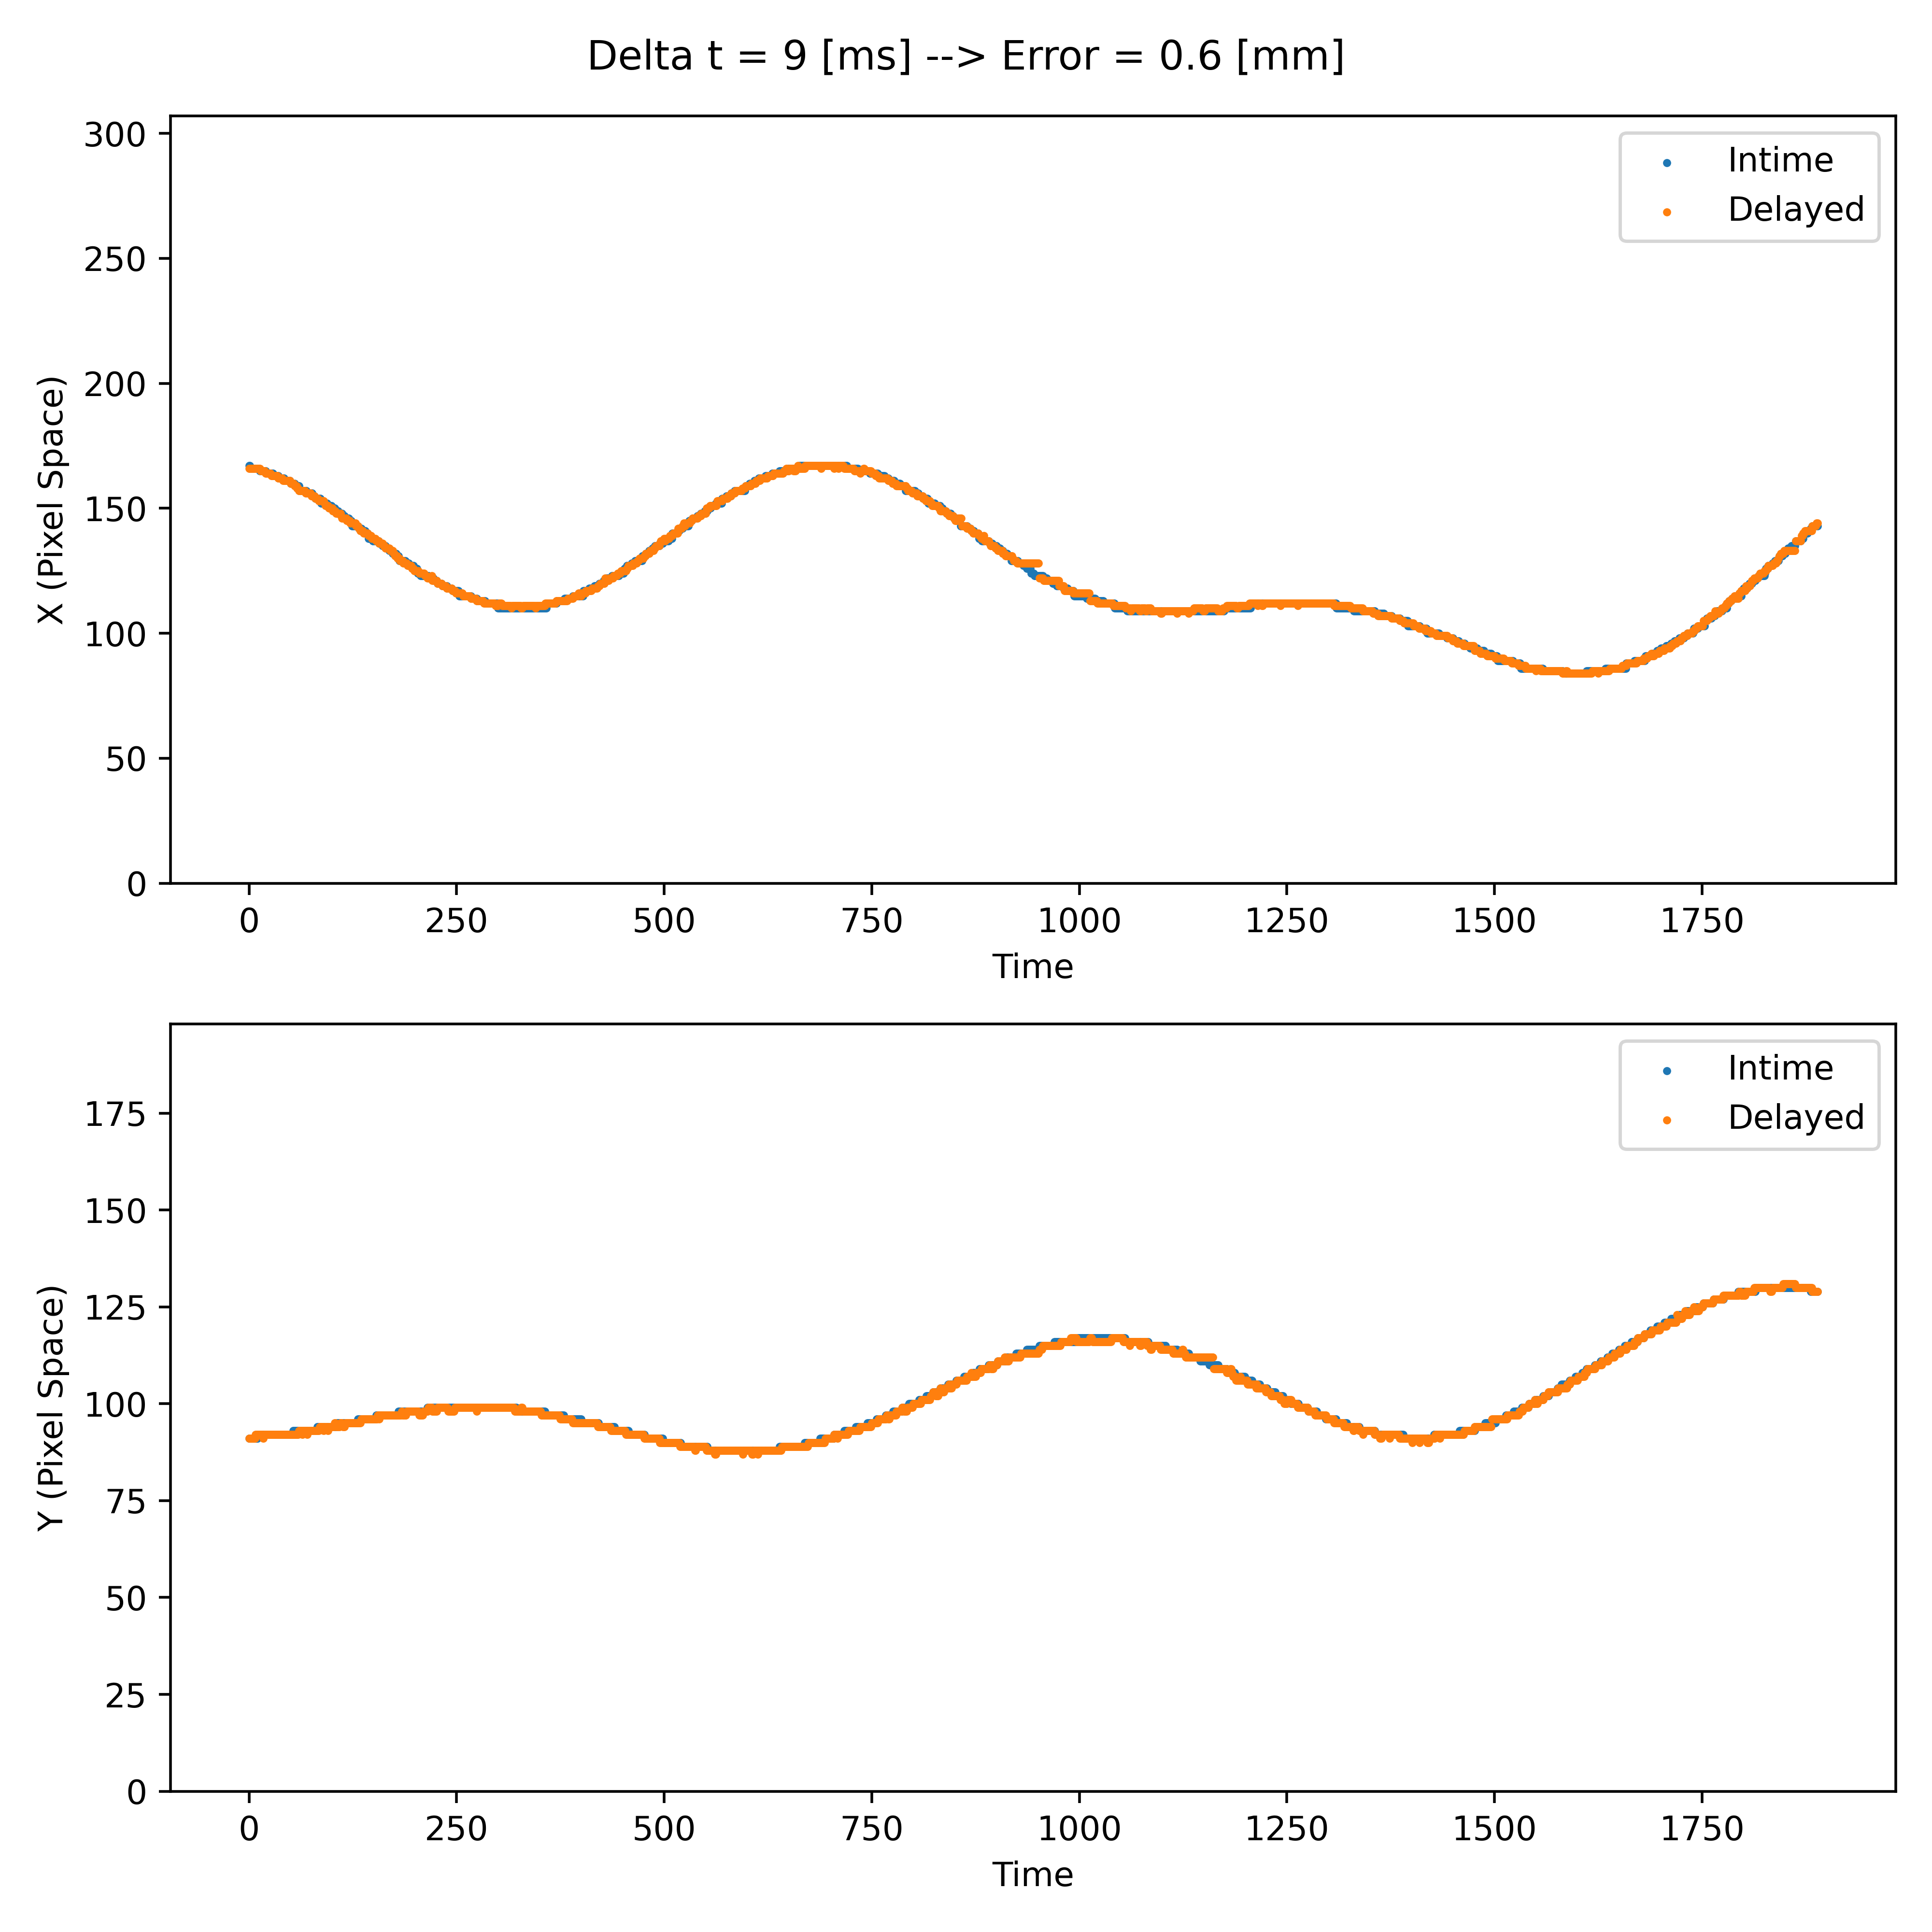 Delta t = 9 [ms] --> Error = 0.6 [mm]
300
250
200
150
100
50
0
X (Pixel Space)
Intime
Delayed
0 250 500 750 1000 1250 1500 1750
Time
175
150
125
100
75
50
25
0
Y (Pixel Space)
Intime
Delayed
0 250 500 750 1000 1250 1500 1750
Time